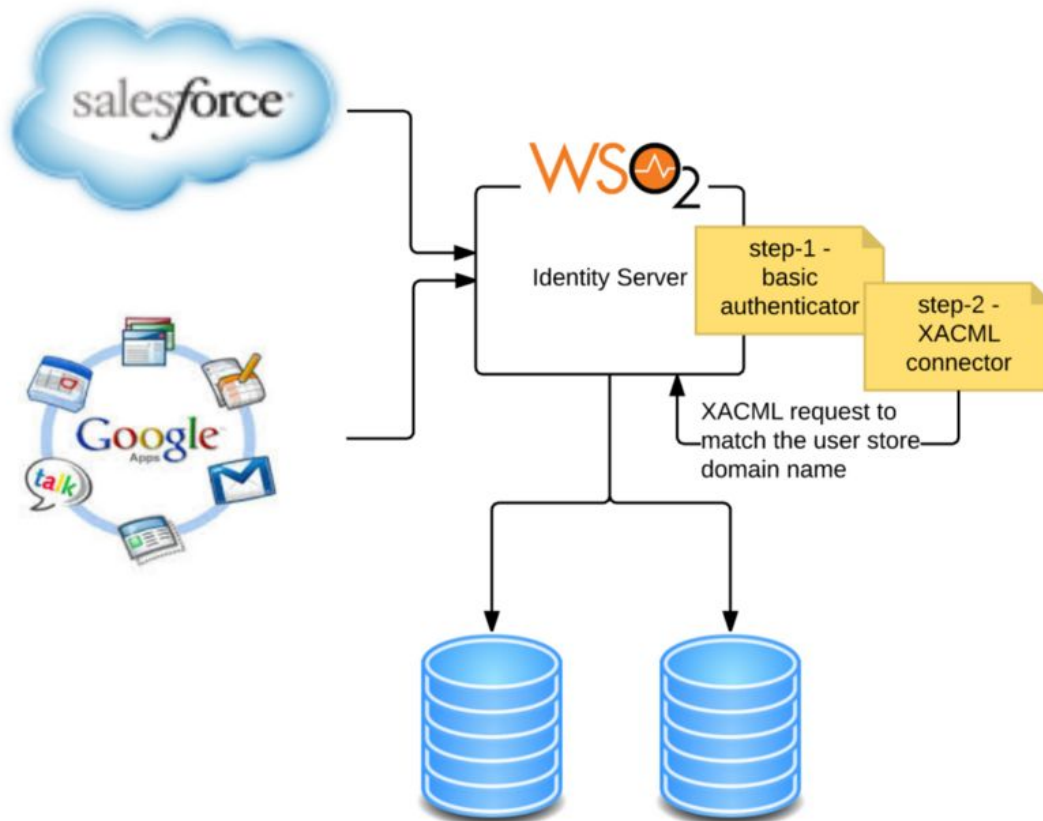 salesforce
WSO2
Identity Server
step-1 -
basic
authenticator
step-2 -
XACML
connector
Google
Apps
talk
XACML request to
match the user store
domain name